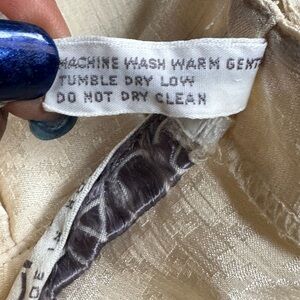 MACHINE WASH WARM GENT
TUMBLE DRY LOW
DO NOT DRY CLEAN